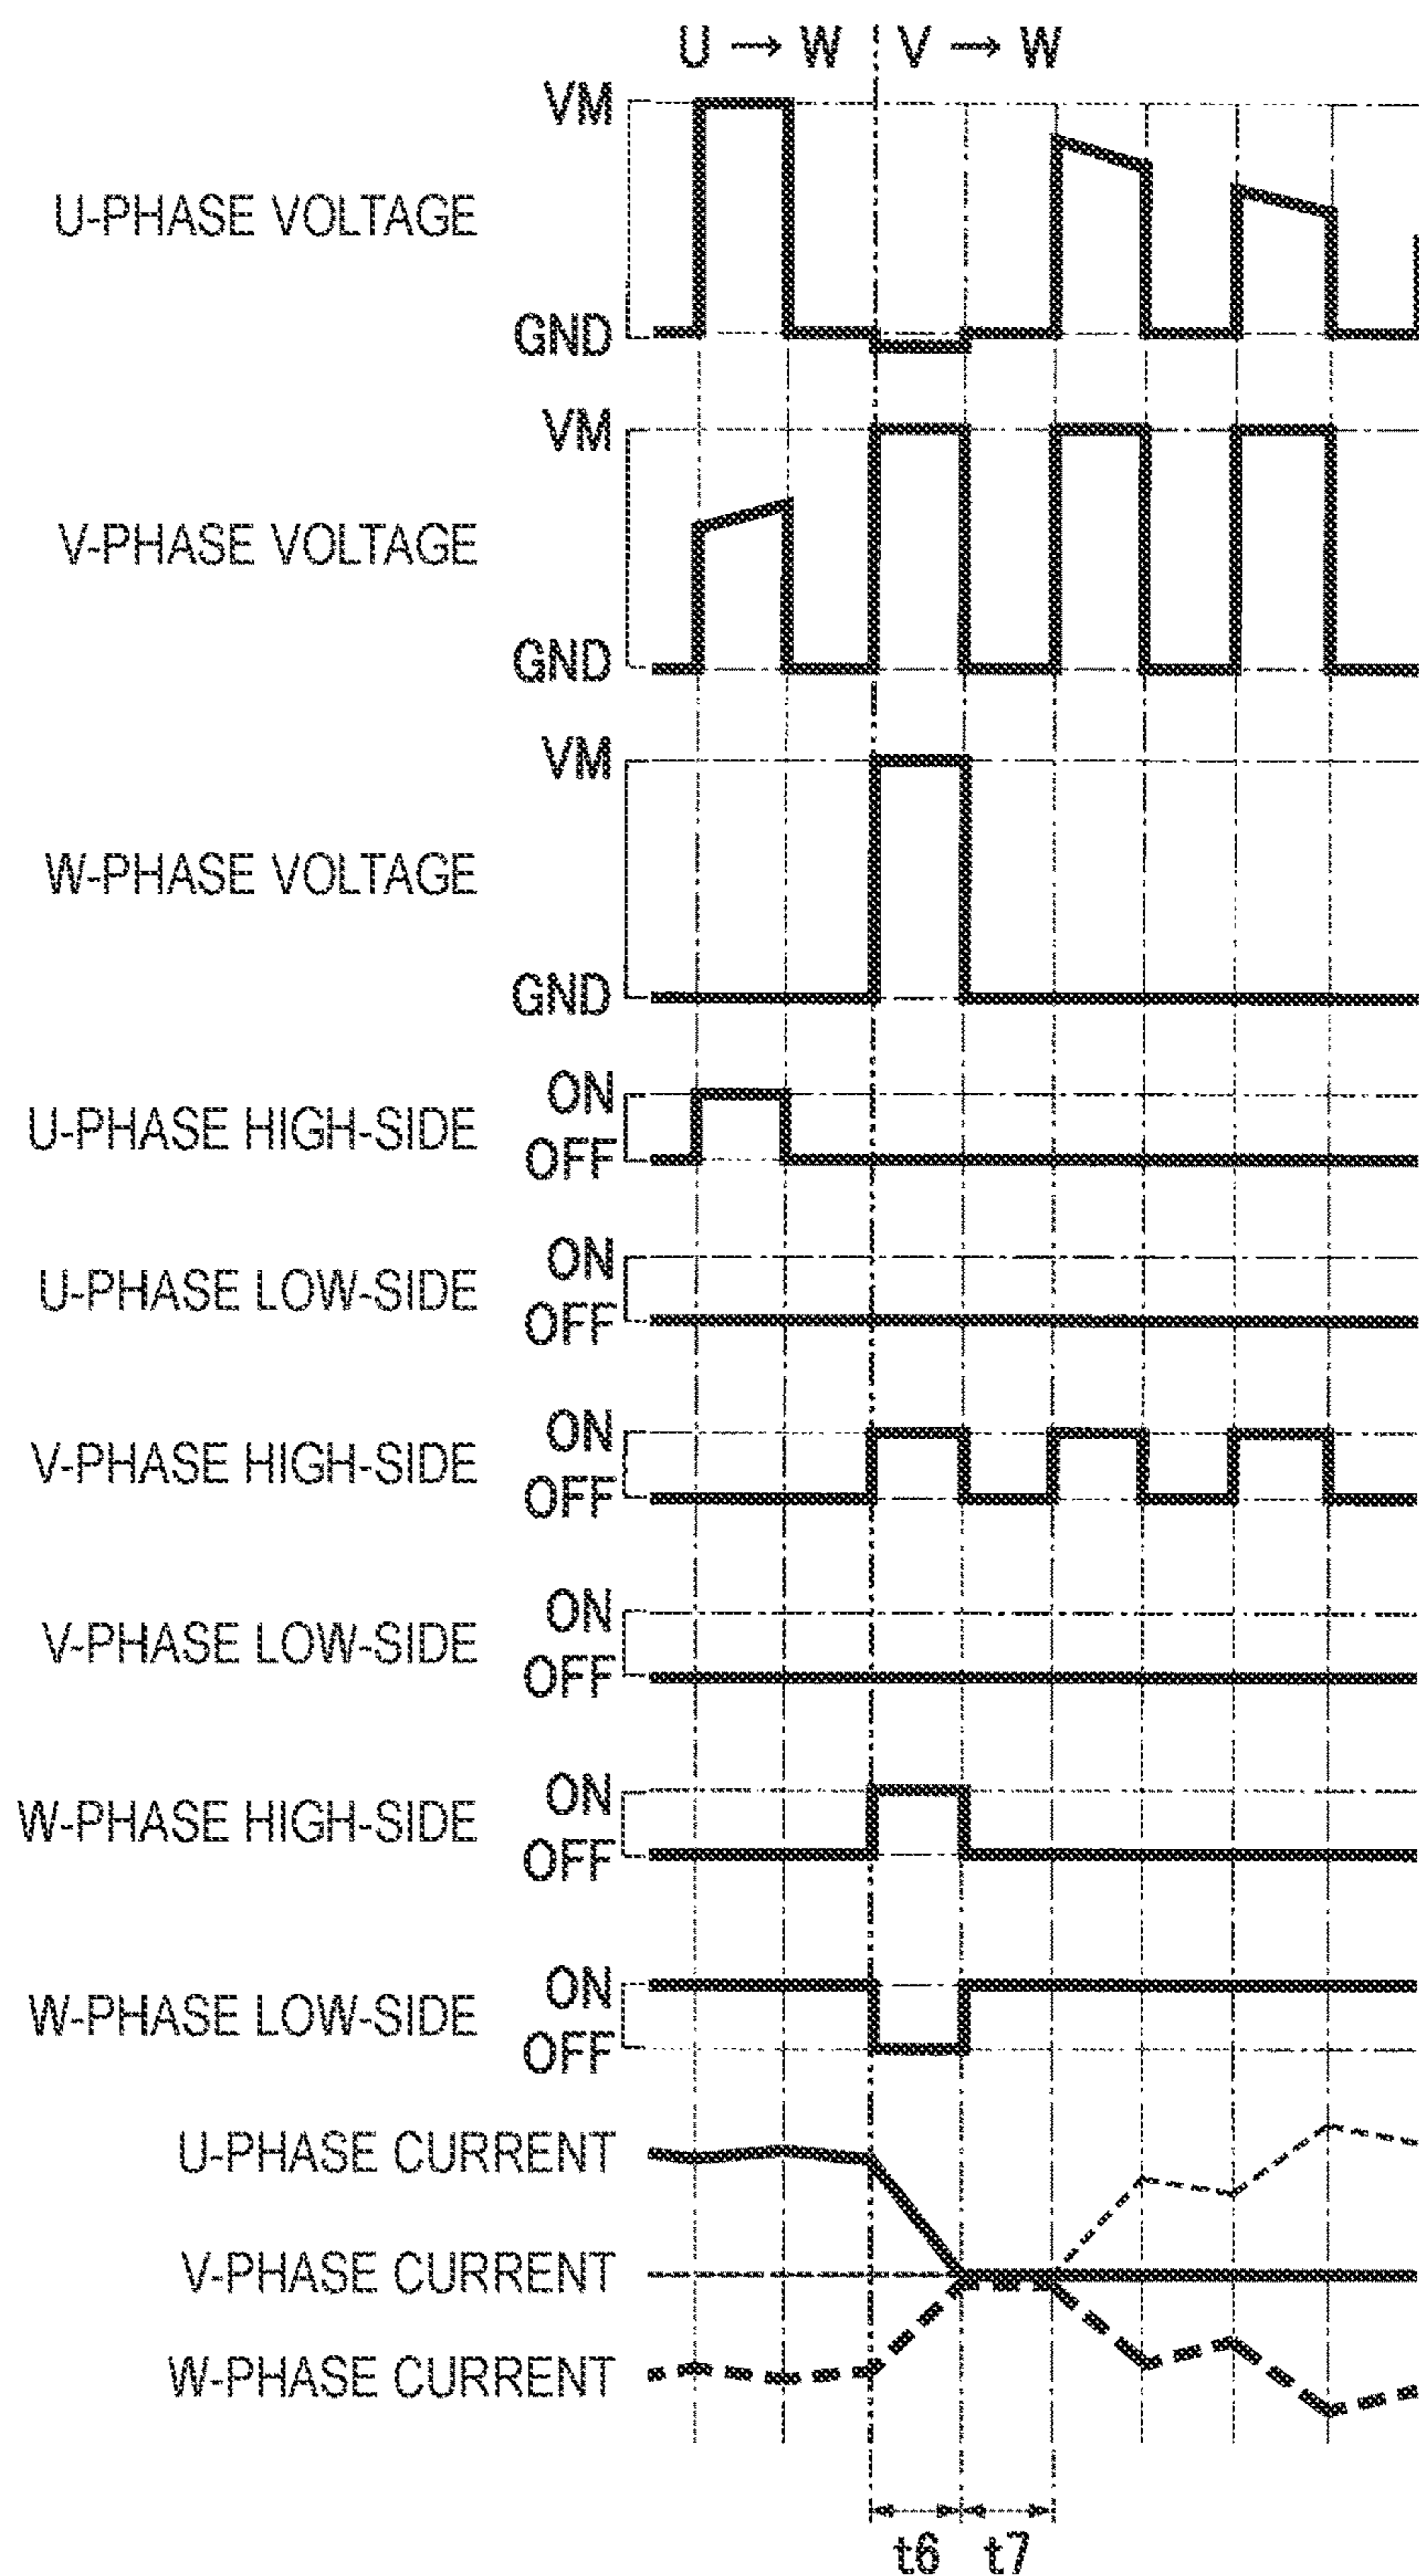 U → W V → W
VM
U-PHASE VOLTAGE
GND
VM
V-PHASE VOLTAGE
GND
VM
W-PHASE VOLTAGE
GND
ON
U-PHASE HIGH-SIDE
OFF
ON
U-PHASE LOW-SIDE
OFF
ON
V-PHASE HIGH-SIDE
OFF
ON
V-PHASE LOW-SIDE
OFF
ON
W-PHASE HIGH-SIDE
OFF
ON
W-PHASE LOW-SIDE
OFF
U-PHASE CURRENT
V-PHASE CURRENT
W-PHASE CURRENT
t6 t7